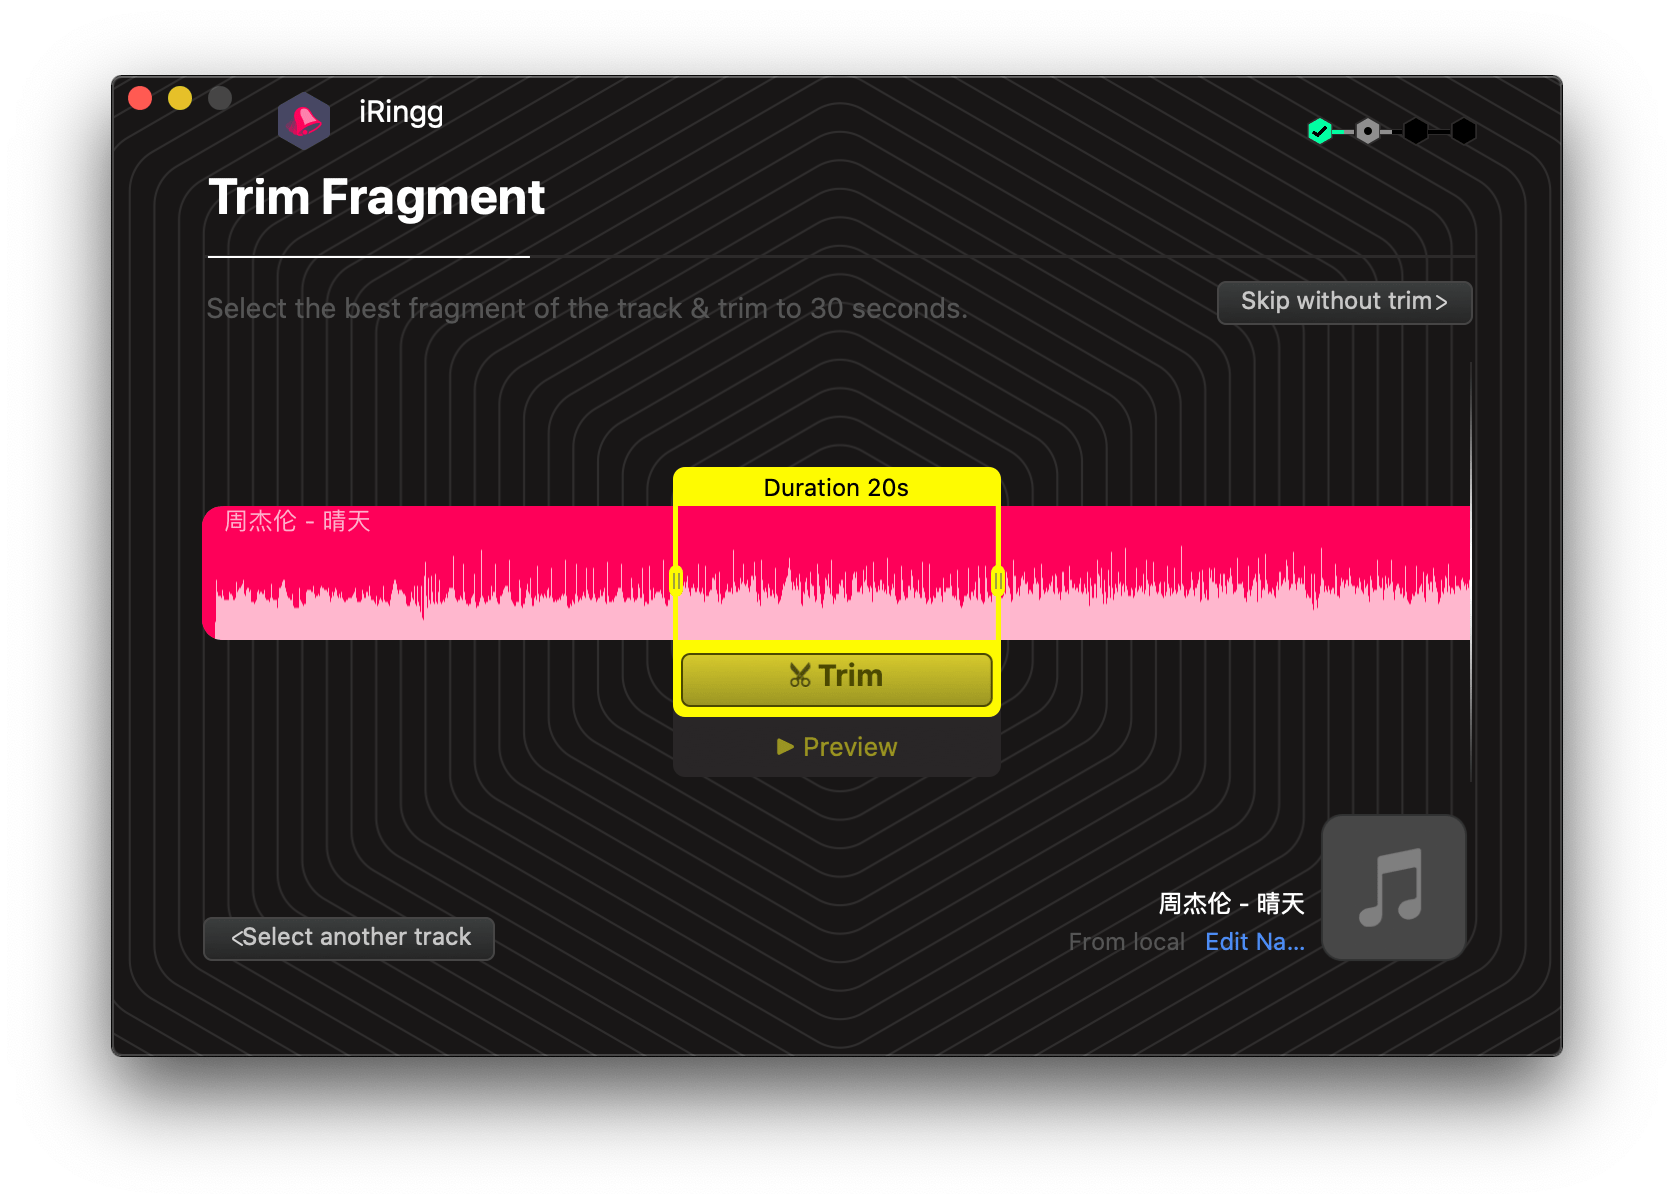 iRingg
Trim Fragment
Select the best fragment of the track & trim to 30 seconds.
Skip without trim>
Duration 20s
周杰伦 - 晴天
Trim
Preview
周杰伦 - 晴天
From local Edit Na...
<Select another track